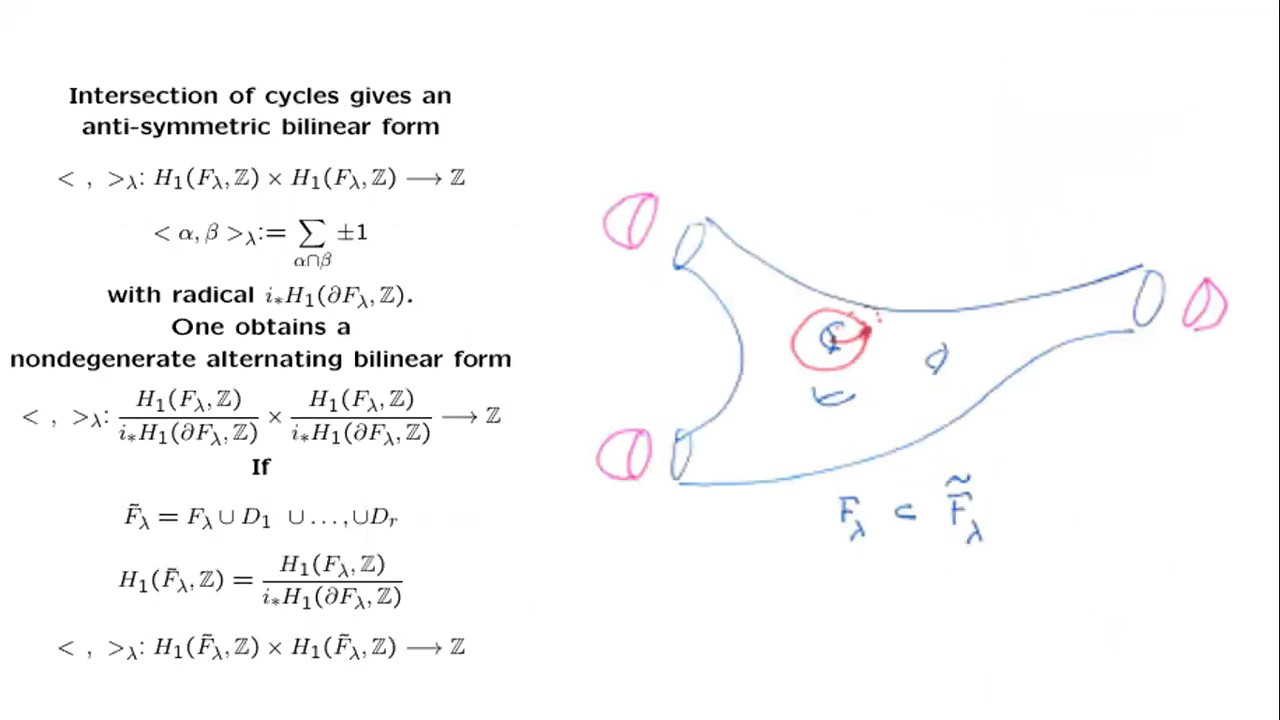 Intersection of cycles gives an
anti-symmetric bilinear form
< , >λ: H₁(Fλ, ℤ) × H₁(Fλ, ℤ) ⟶ ℤ
< α, β >λ:= ∑ ±1
α∩β
with radical i∗H₁(∂Fλ, ℤ).
One obtains a
nondegenerate alternating bilinear form
< , >λ: H₁(Fλ, ℤ) / i∗H₁(∂Fλ, ℤ) × H₁(Fλ, ℤ) / i∗H₁(∂Fλ, ℤ) ⟶ ℤ
If
F̃λ = Fλ ∪ D₁ ∪ . . . , ∪Dᵣ
H₁(F̃λ, ℤ) = H₁(Fλ, ℤ) / i∗H₁(∂Fλ, ℤ)
< , >λ: H₁(F̃λ, ℤ) × H₁(F̃λ, ℤ) ⟶ ℤ
Fλ ⊂ F̃λ